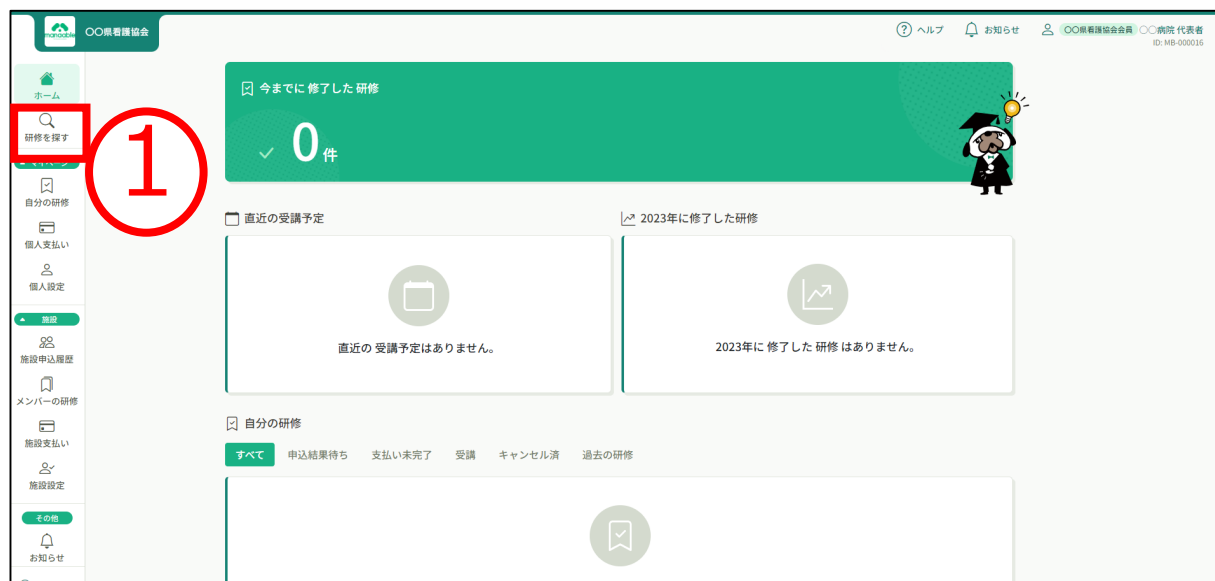 manaable
〇〇県看護協会
? ヘルプ
お知らせ
〇〇県看護協会会員 〇〇病院 代表者
ID: MB-000016
ホーム
研修を探す
マイページ
自分の研修
個人支払い
個人設定
施設
施設申込履歴
メンバーの研修
施設支払い
施設設定
その他
お知らせ
1
今までに 修了した 研修
0件
直近の受講予定
直近の 受講予定はありません。
2023年に修了した研修
2023年に 修了した 研修 はありません。
自分の研修
すべて 申込結果待ち 支払い未完了 受講 キャンセル済 過去の研修